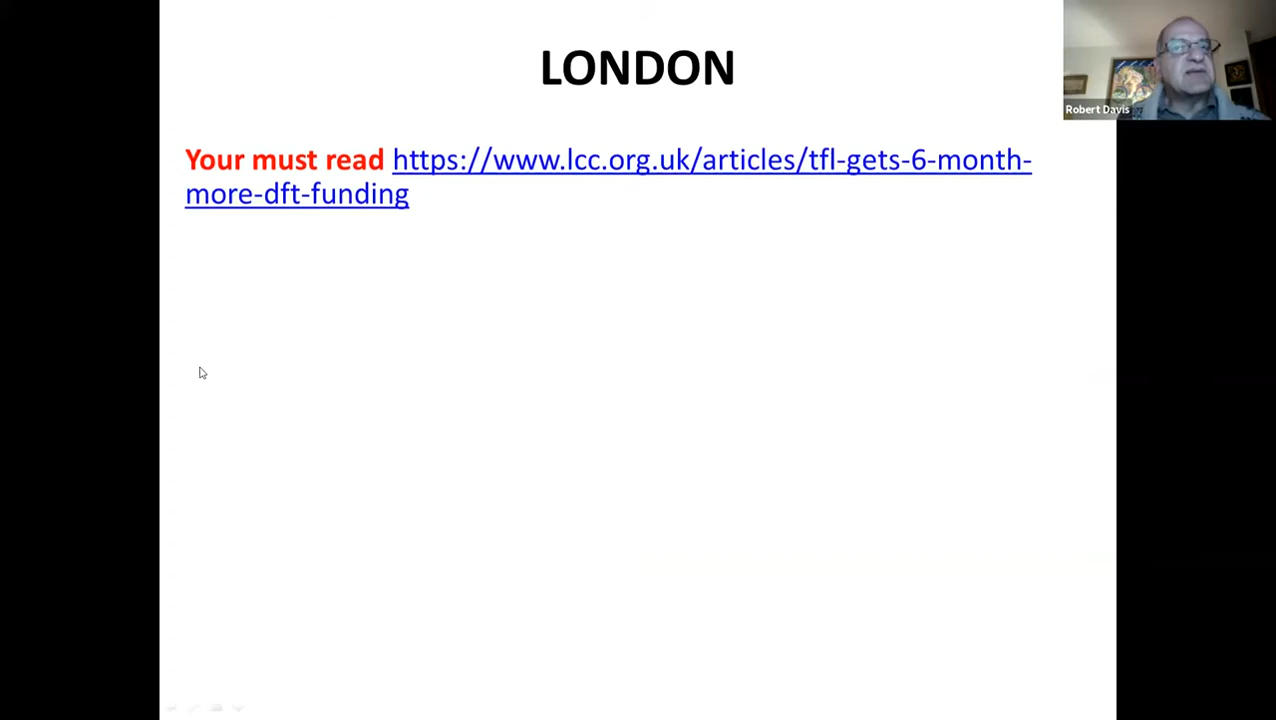 LONDON
Robert Davis
Your must read https://www.lcc.org.uk/articles/tfl-gets-6-month-
more-dft-funding